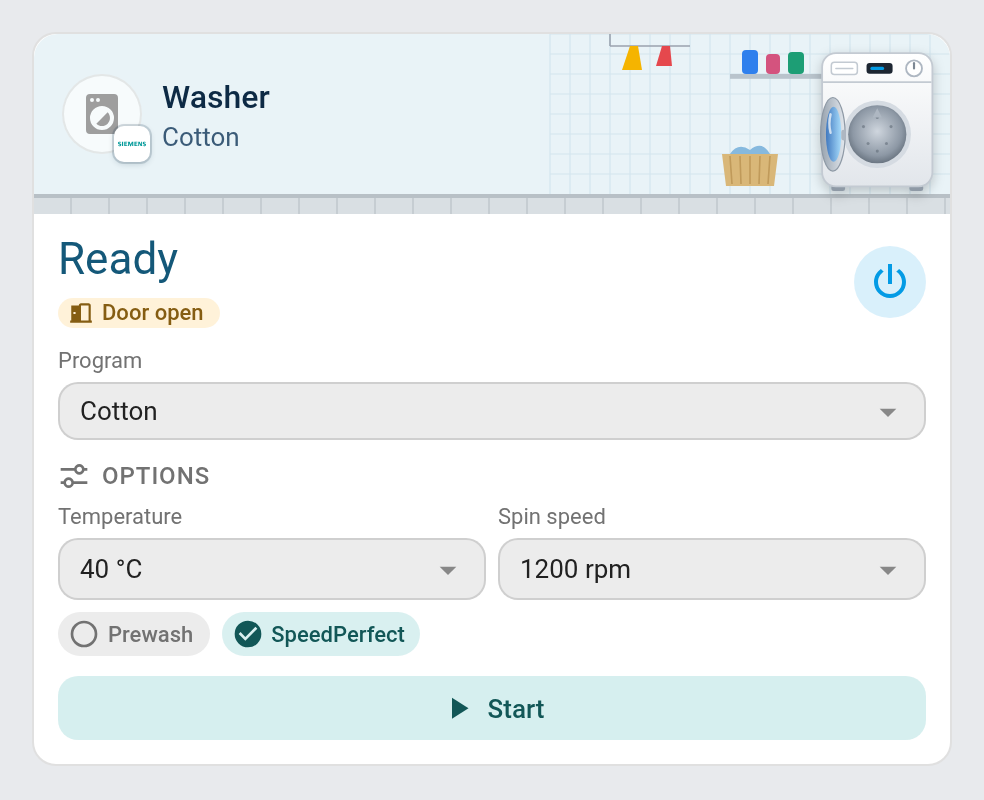 Washer
SIEMENS
Cotton
Ready
Door open
Program
Cotton
OPTIONS
Temperature
Spin speed
40 °C
1200 rpm
Prewash
SpeedPerfect
Start